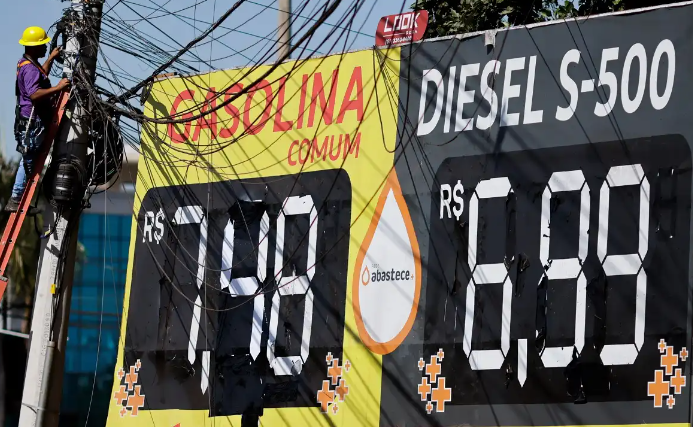 LOOK
GASOLINA
COMUM
R$ 7,49
DIESEL S-500
R$ 6,99
abastece